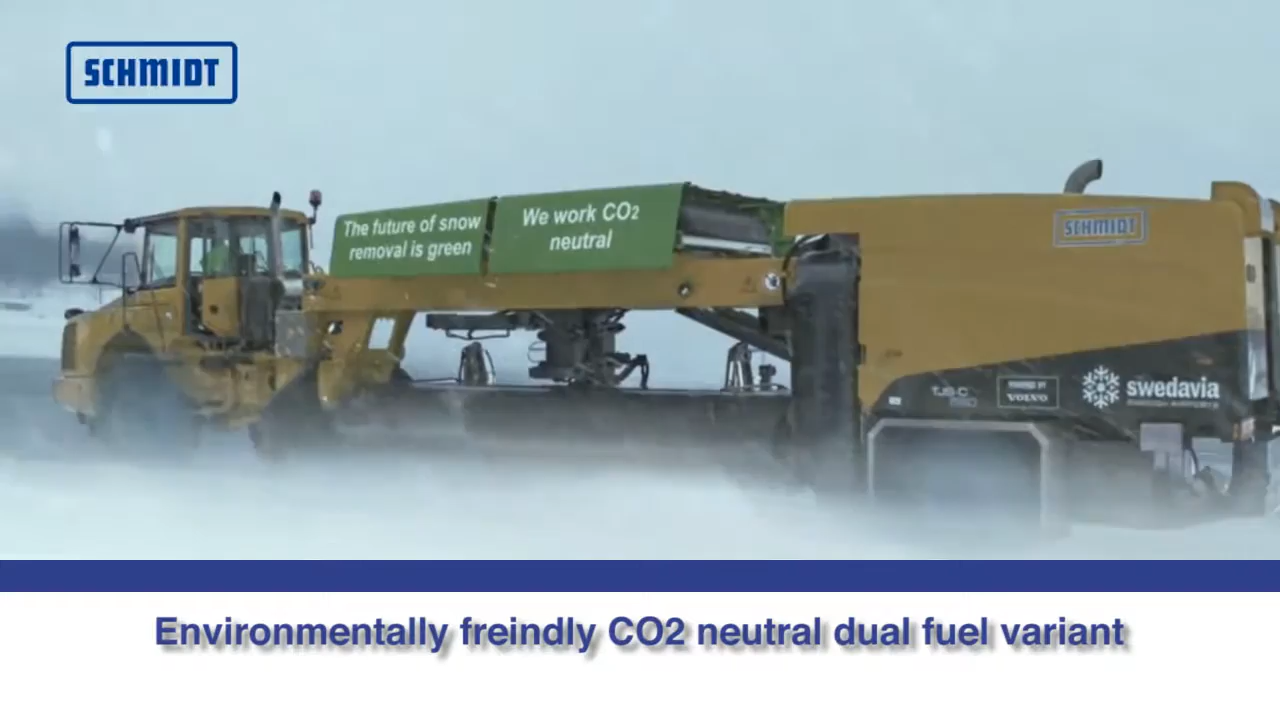 SCHMIDT
The future of snow
removal is green
We work CO2
neutral
SCHMIDT
TJS-C
POWERED BY
VOLVO
swedavia
Environmentally freindly CO2 neutral dual fuel variant